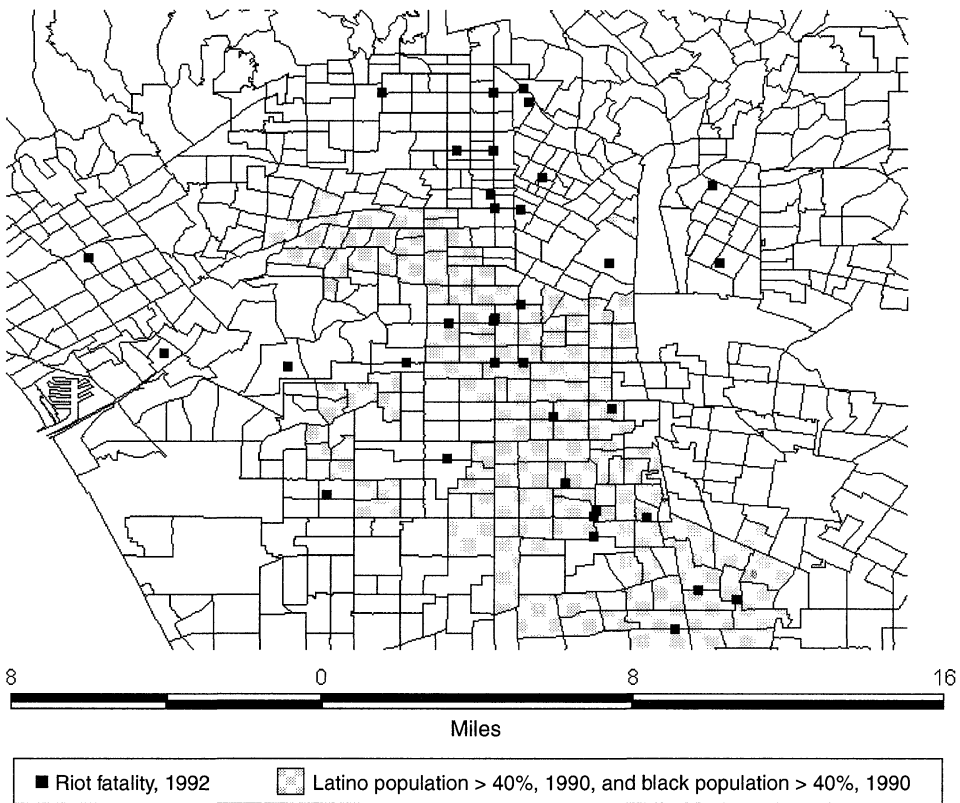 8 0 8 16
Miles
Riot fatality, 1992 Latino population > 40%, 1990, and black population > 40%, 1990